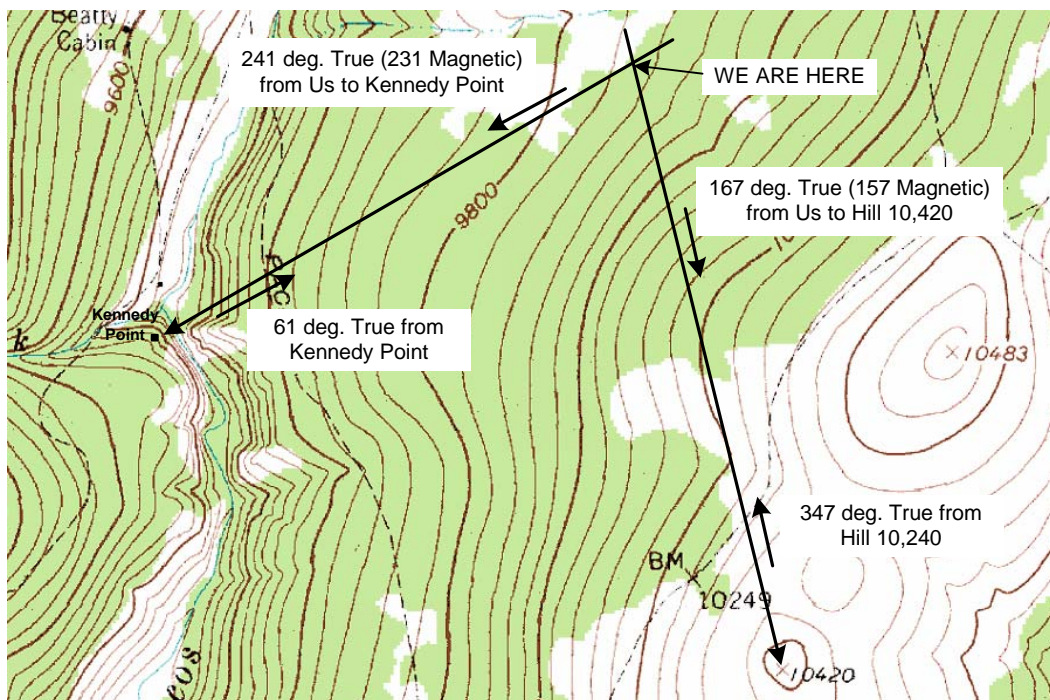 Beatty
Cabin
9600
241 deg. True (231 Magnetic)
from Us to Kennedy Point
WE ARE HERE
167 deg. True (157 Magnetic)
from Us to Hill 10,420
9800
Kennedy
Point
k
61 deg. True from
Kennedy Point
10483
347 deg. True from
Hill 10,240
BM
10249
10420
cos